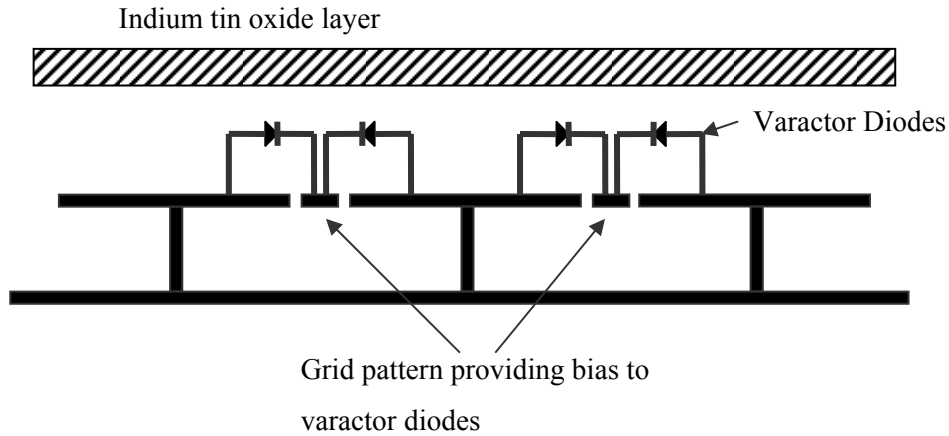 Indium tin oxide layer
Varactor Diodes
Grid pattern providing bias to
varactor diodes